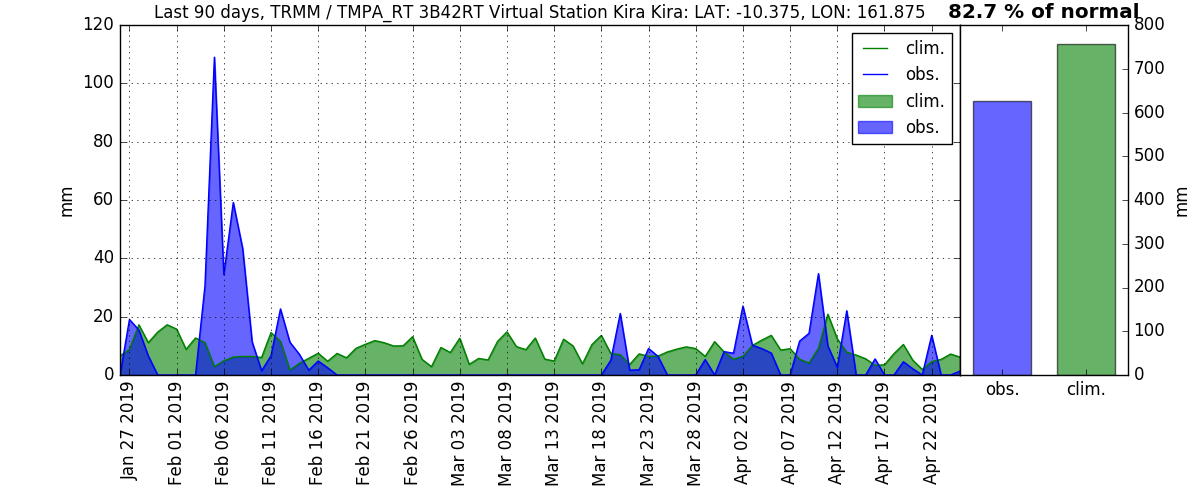 Last 90 days, TRMM / TMPA_RT 3B42RT Virtual Station Kira Kira: LAT: -10.375, LON: 161.875
82.7 % of normal
120
100
80
60
40
20
0
mm
clim.
obs.
clim.
obs.
800
700
600
500
400
300
200
100
0
mm
Jan 27 2019
Feb 01 2019
Feb 06 2019
Feb 11 2019
Feb 16 2019
Feb 21 2019
Feb 26 2019
Mar 03 2019
Mar 08 2019
Mar 13 2019
Mar 18 2019
Mar 23 2019
Mar 28 2019
Apr 02 2019
Apr 07 2019
Apr 12 2019
Apr 17 2019
Apr 22 2019
obs.
clim.